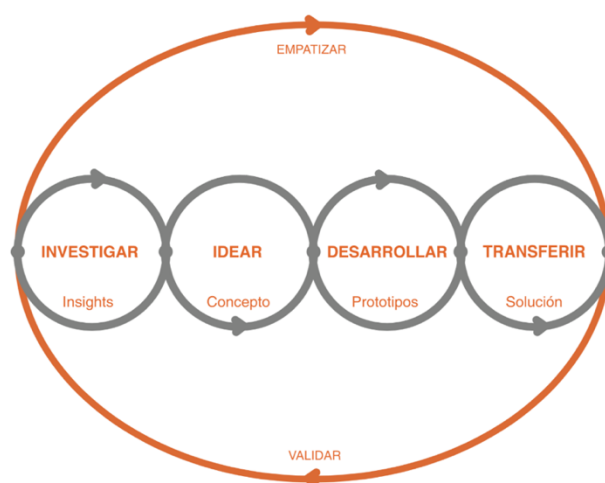 EMPATIZAR
INVESTIGAR
IDEAR
DESARROLLAR
TRANSFERIR
Insights
Concepto
Prototipos
Solución
VALIDAR